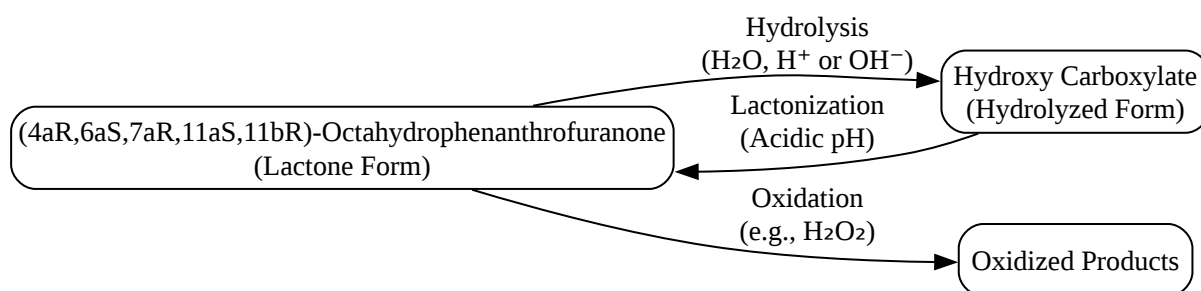 Hydrolysis
(H₂O, H⁺ or OH⁻)
Hydroxy Carboxylate
(Hydrolyzed Form)
Lactonization
(Acidic pH)
(4aR,6aS,7aR,11aS,11bR)-Octahydrophenanthrofuranone
(Lactone Form)
Oxidation
(e.g., H₂O₂)
Oxidized Products